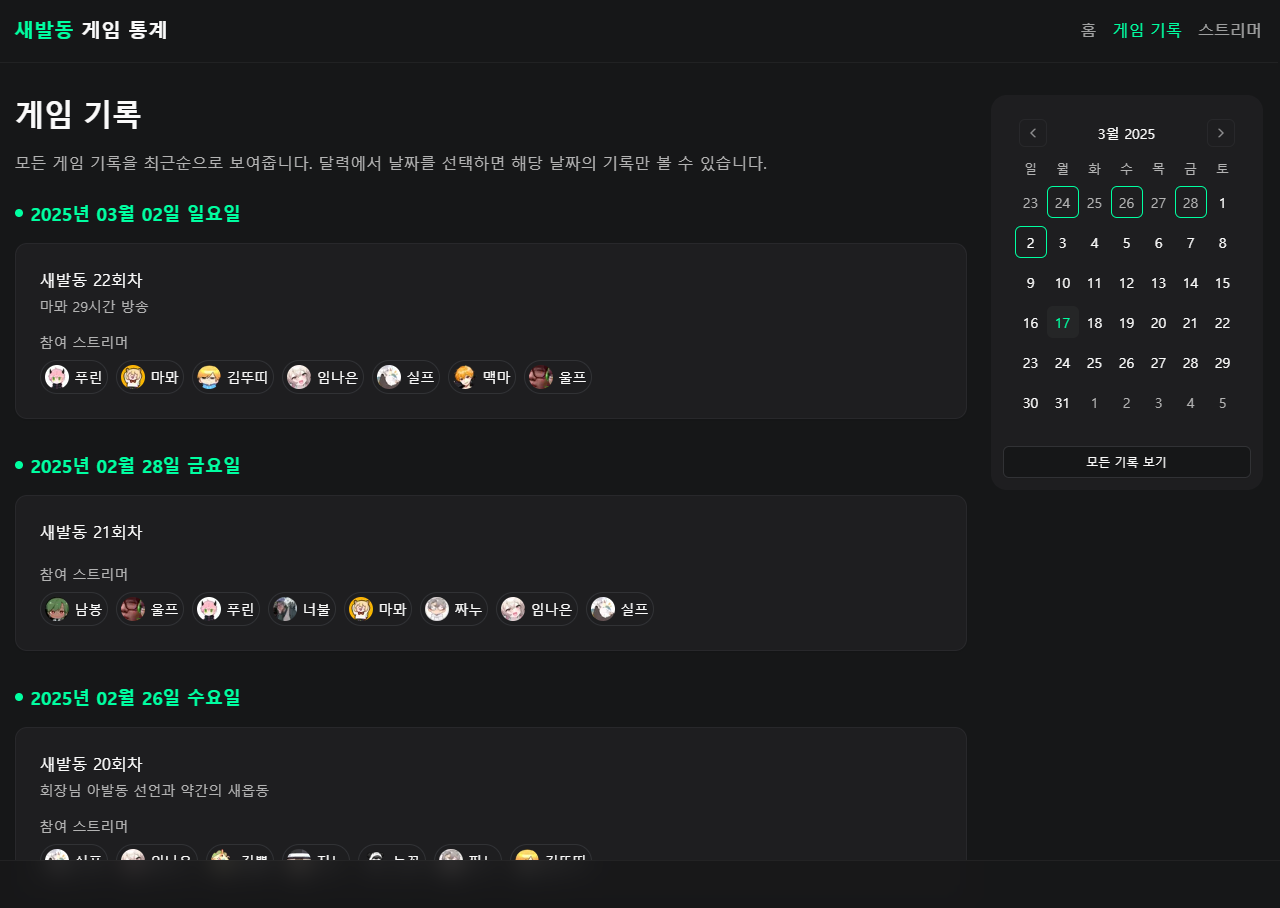 새발동 게임 통계
홈 게임 기록 스트리머
게임 기록
모든 게임 기록을 최근순으로 보여줍니다. 달력에서 날짜를 선택하면 해당 날짜의 기록만 볼 수 있습니다.
2025년 03월 02일 일요일
새발동 22회차
마뫄 29시간 방송
참여 스트리머
푸린 마뫄 김뚜띠 임나은 실프 맥마 울프
2025년 02월 28일 금요일
새발동 21회차
참여 스트리머
남봉 울프 푸린 너불 마뫄 짜누 임나은 실프
2025년 02월 26일 수요일
새발동 20회차
회장님 아발동 선언과 약간의 새옵동
참여 스트리머
실프 임나은
3월 2025
일 월 화 수 목 금 토
23 24 25 26 27 28 1
2 3 4 5 6 7 8
9 10 11 12 13 14 15
16 17 18 19 20 21 22
23 24 25 26 27 28 29
30 31 1 2 3 4 5
모든 기록 보기